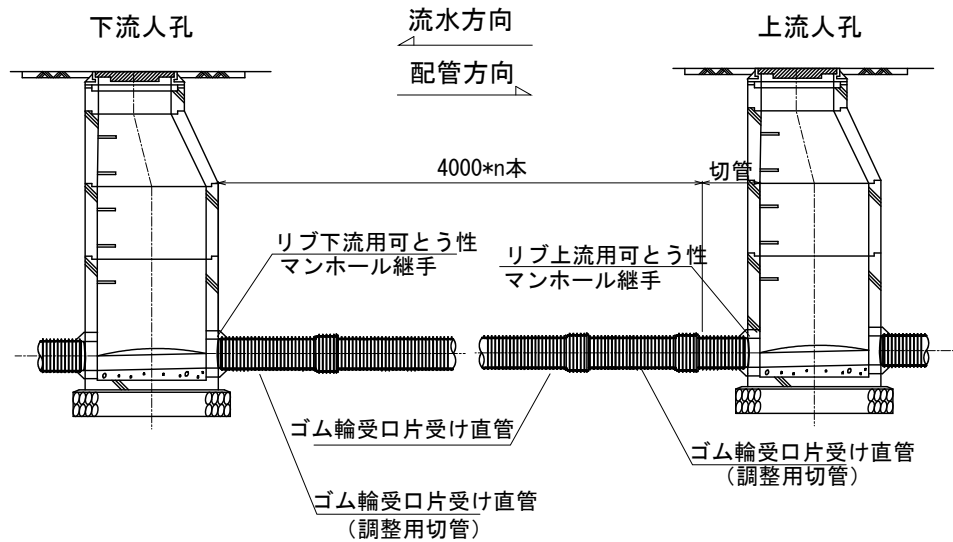 下流人孔
流水方向
上流人孔
配管方向
4000*n本
切管
リブ下流用可とう性
マンホール継手
リブ上流用可とう性
マンホール継手
ゴム輪受口片受け直管
ゴム輪受口片受け直管
(調整用切管)
ゴム輪受口片受け直管
(調整用切管)